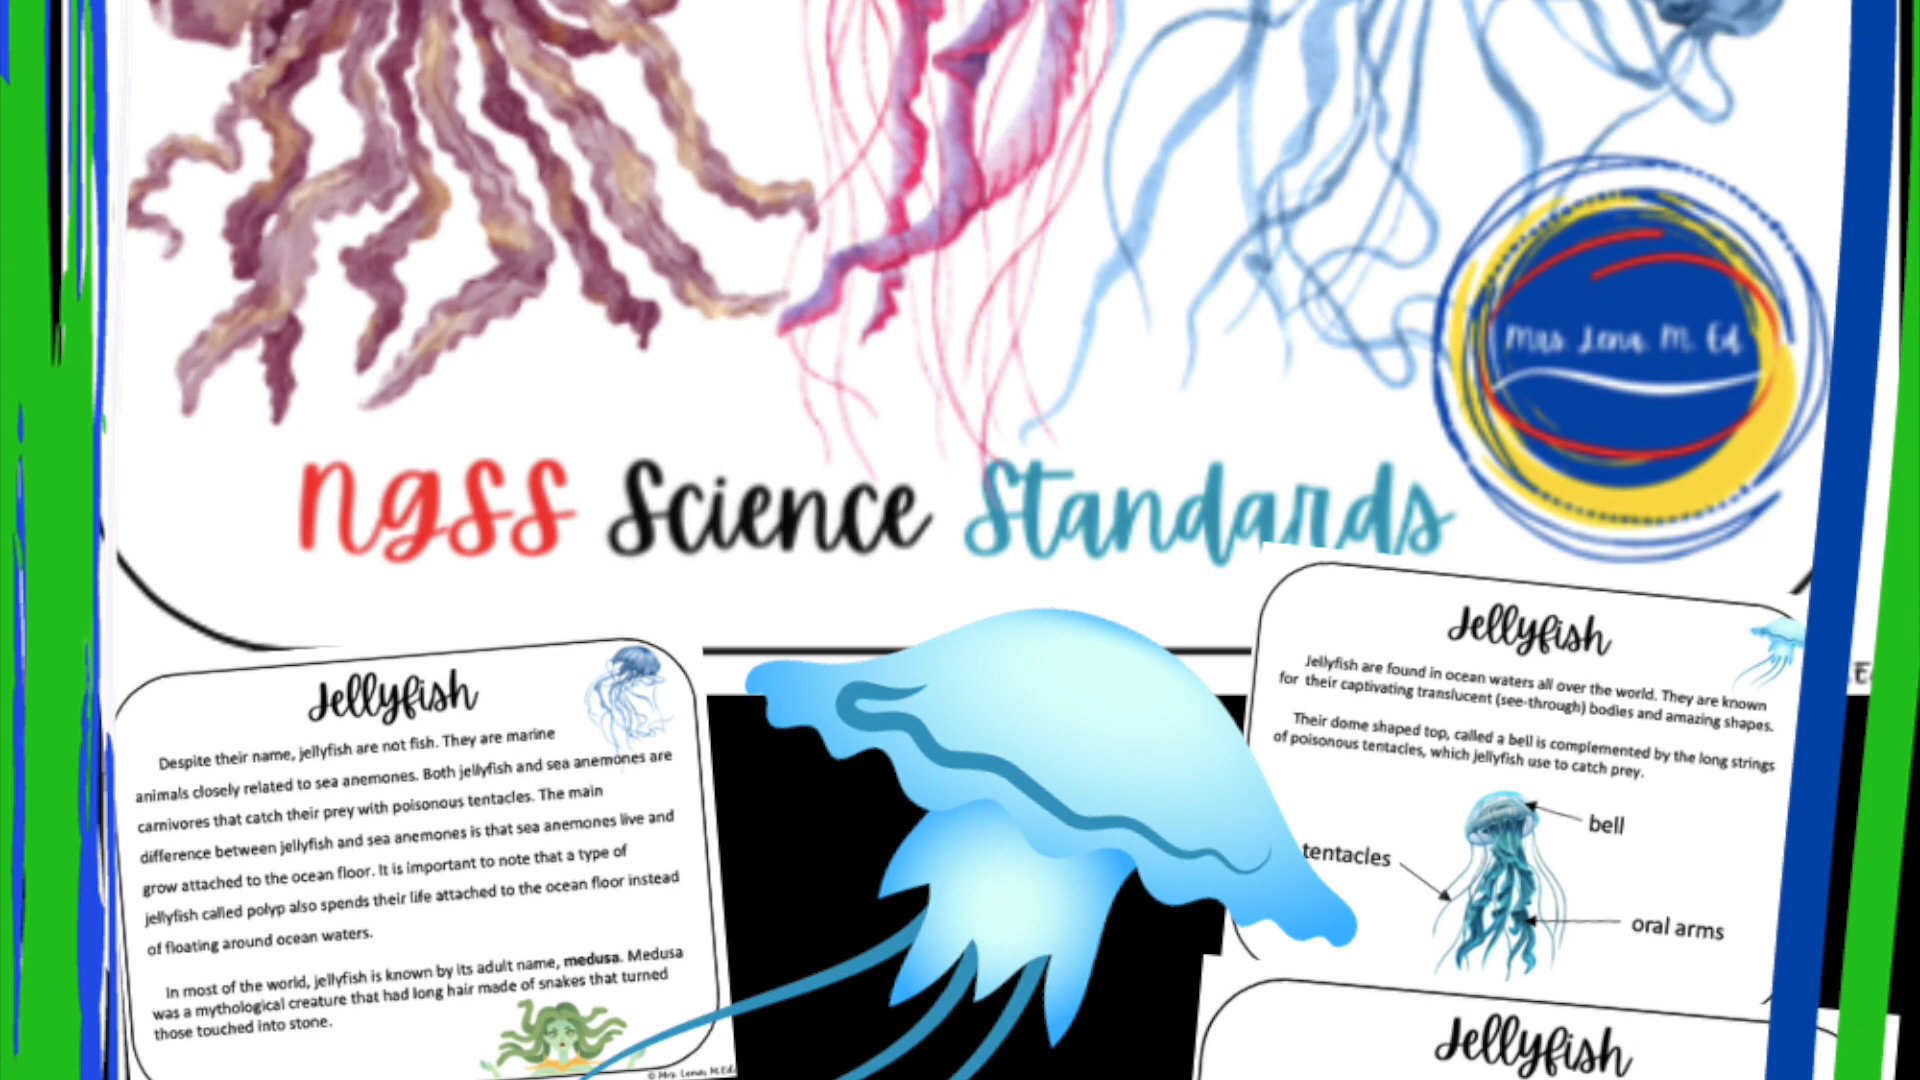 Mrs Lena M. Ed
NGSS Science Standards
Jellyfish
Despite their name, jellyfish are not fish. They are marine
animals closely related to sea anemones. Both jellyfish and sea anemones are
carnivores that catch their prey with poisonous tentacles. The main
difference between jellyfish and sea anemones is that sea anemones live and
grow attached to the ocean floor. It is important to note that a type of
jellyfish called polyp also spends their life attached to the ocean floor instead
of floating around ocean waters.
In most of the world, jellyfish is known by its adult name, medusa. Medusa
was a mythological creature that had long hair made of snakes that turned
those touched into stone.
© Mrs. Lena, M.Ed.
Jellyfish
Jellyfish are found in ocean waters all over the world. They are known
for their captivating translucent (see-through) bodies and amazing shapes.
Their dome shaped top, called a bell is complemented by the long strings
of poisonous tentacles, which jellyfish use to catch prey.
bell
tentacles
oral arms
Jellyfish